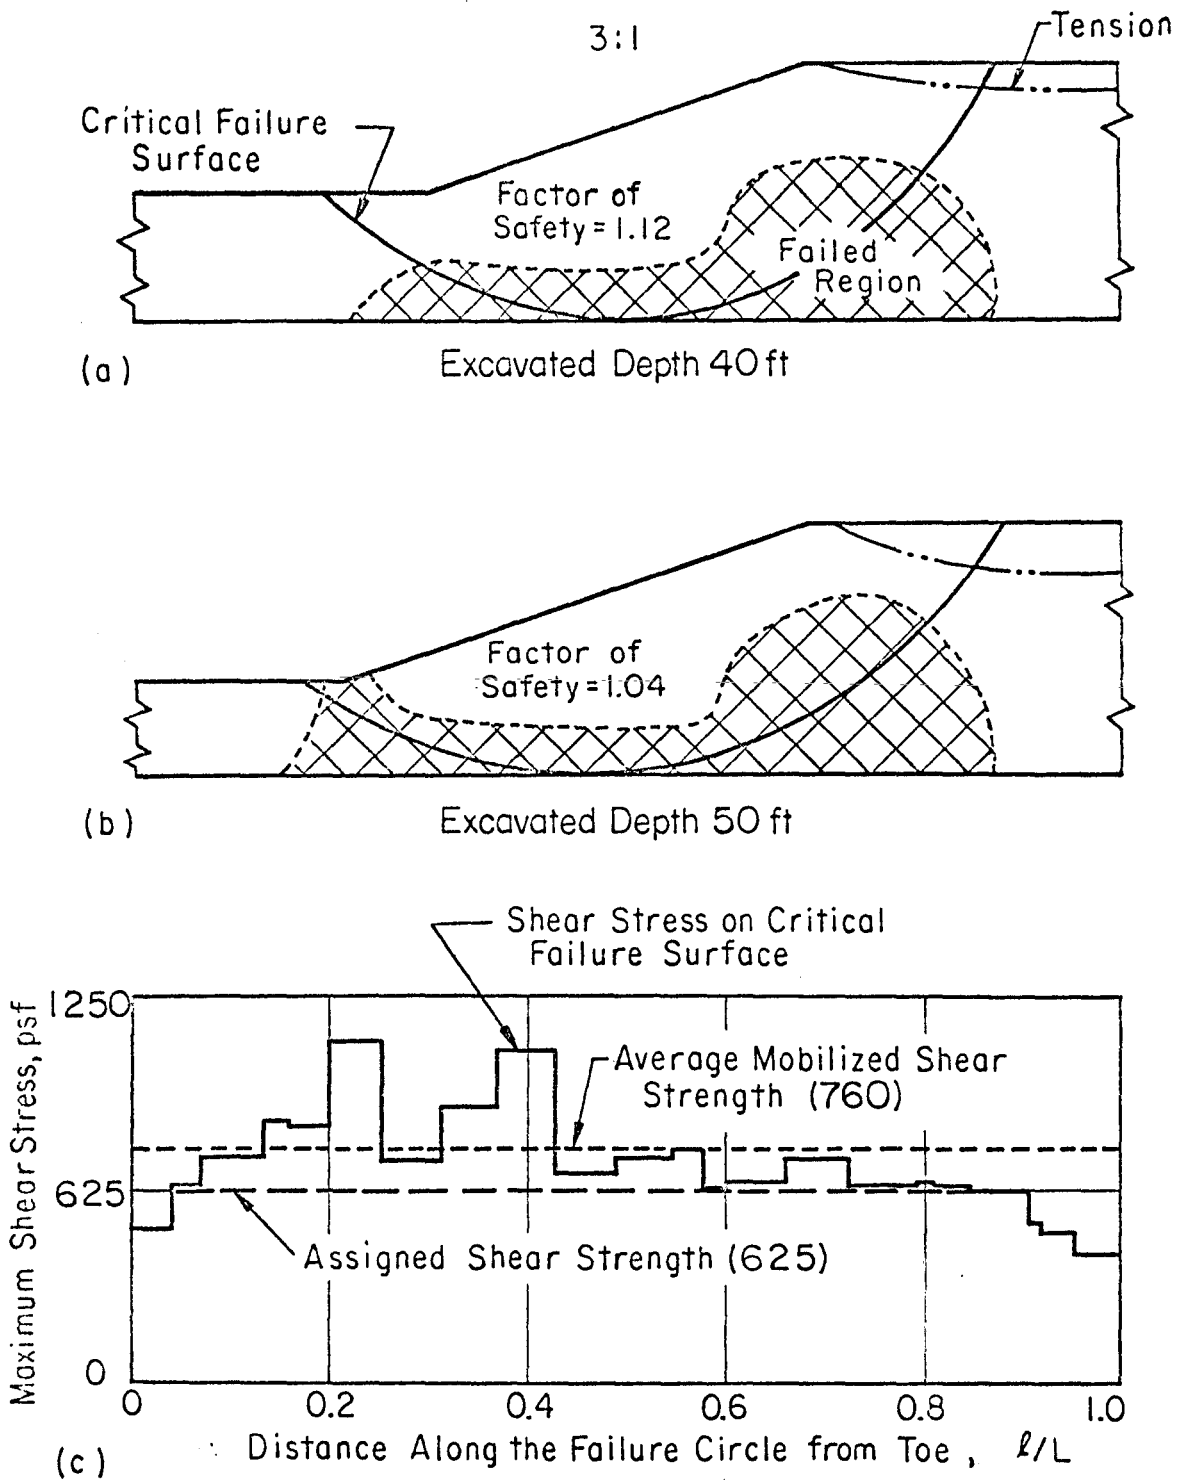 3:1
Tension
Critical Failure
Surface
Factor of
Safety = 1.12
Failed
Region
(a)
Excavated Depth 40 ft
Factor of
Safety = 1.04
(b)
Excavated Depth 50 ft
Shear Stress on Critical
Failure Surface
Maximum Shear Stress, psf
1250
625
0
Average Mobilized Shear
Strength (760)
Assigned Shear Strength (625)
0 0.2 0.4 0.6 0.8 1.0
Distance Along the Failure Circle from Toe, ℓ/L
(c)